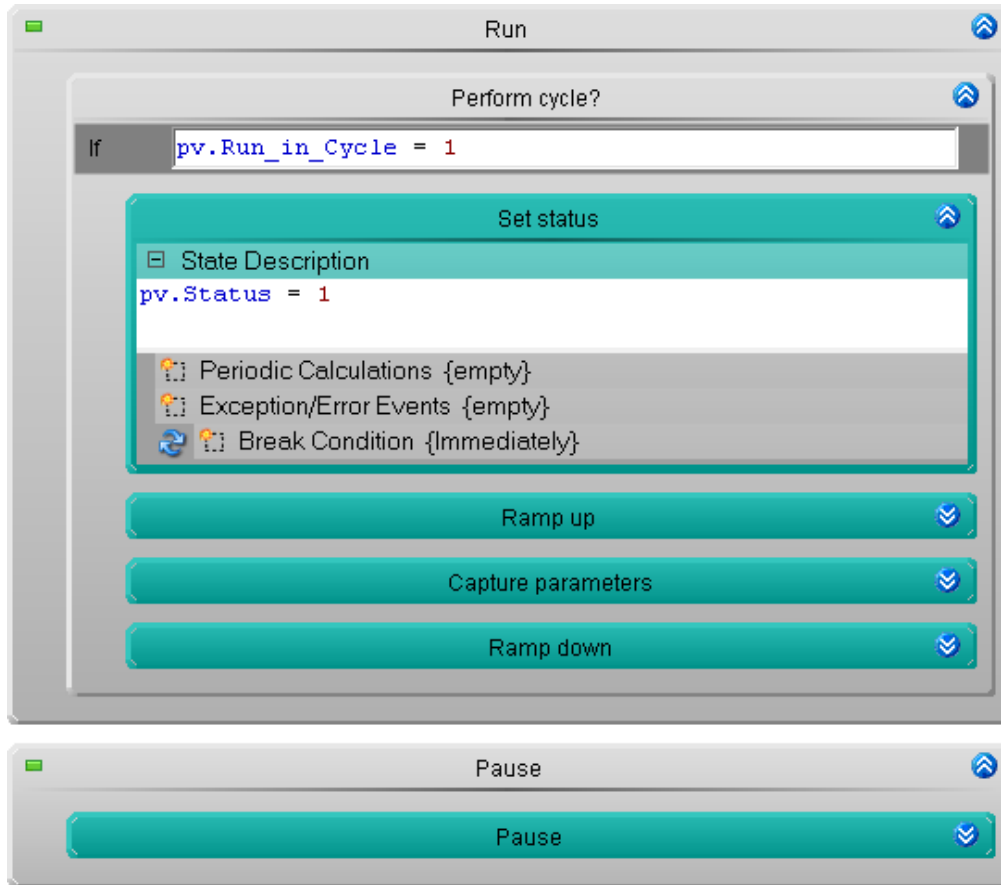 Run
Perform cycle?
If pv.Run_in_Cycle = 1
Set status
State Description
pv.Status = 1
Periodic Calculations {empty}
Exception/Error Events {empty}
Break Condition {Immediately}
Ramp up
Capture parameters
Ramp down
Pause
Pause